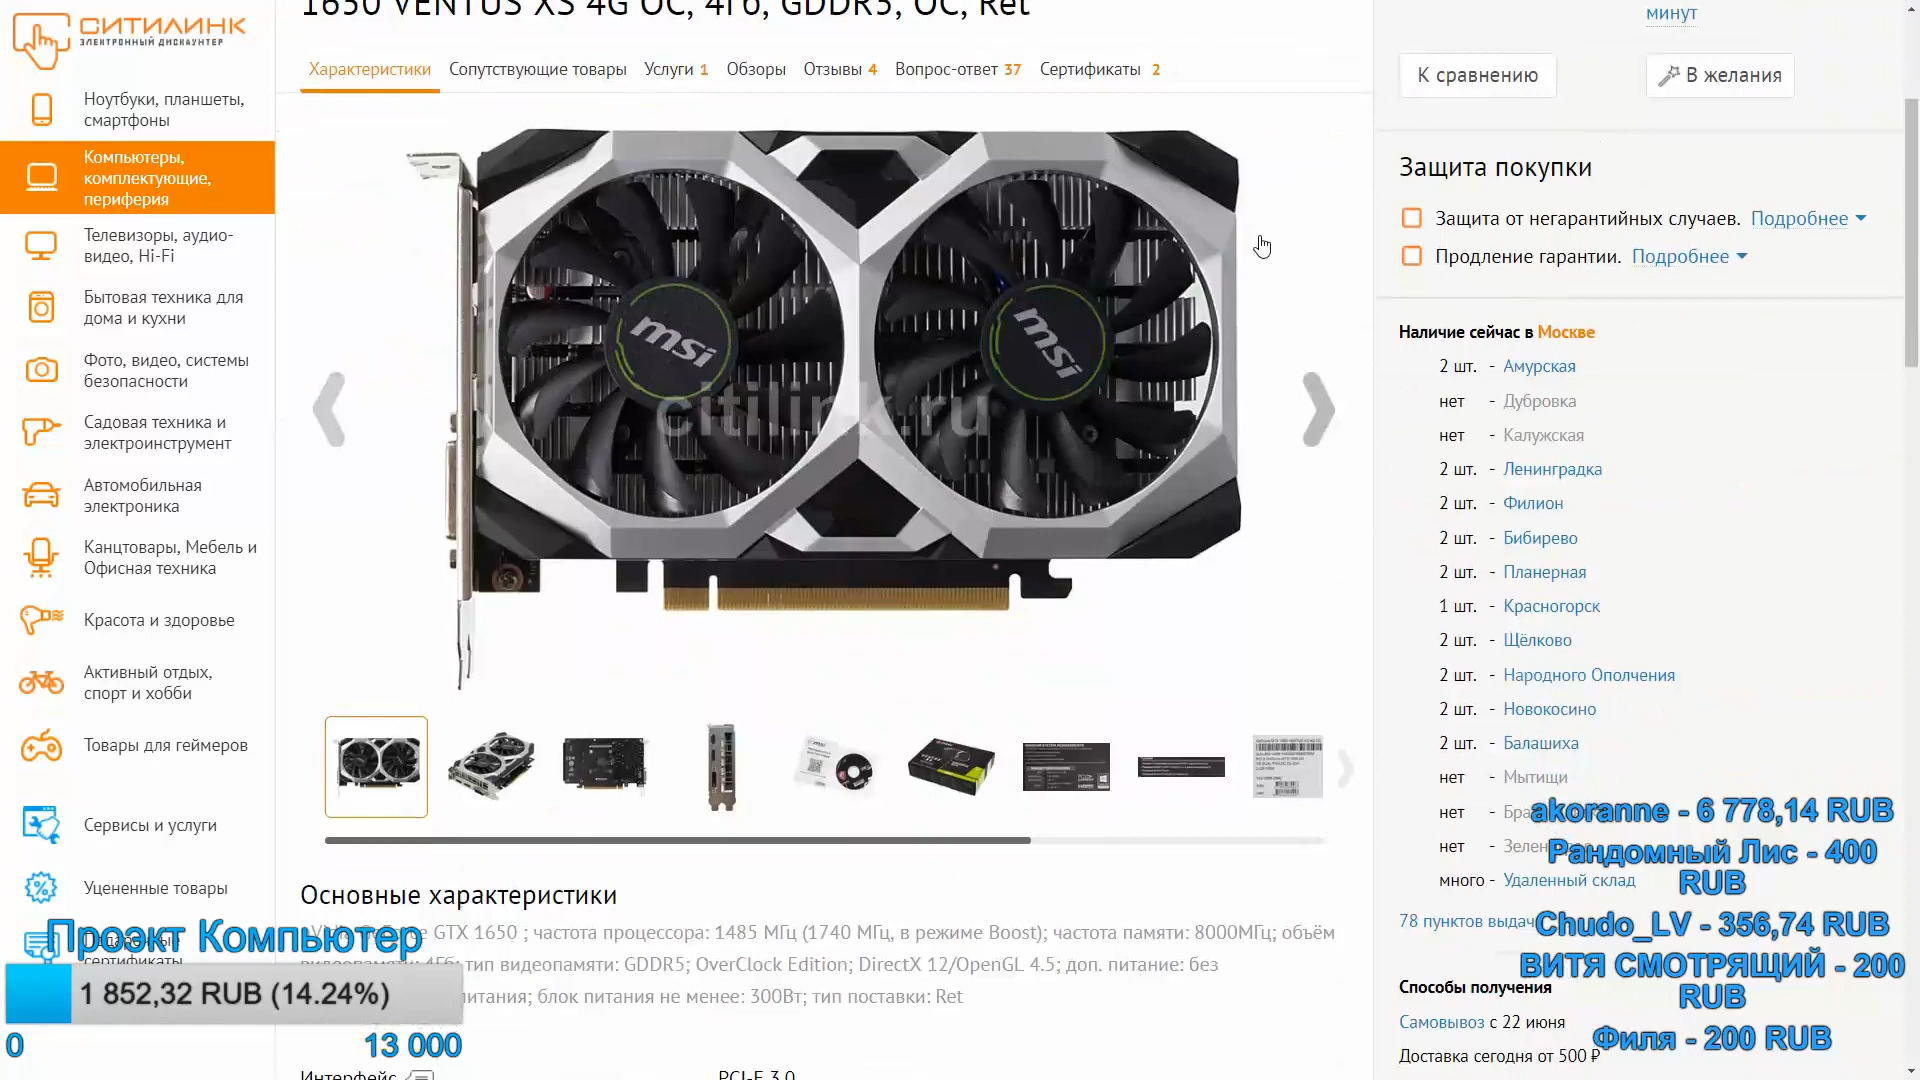 СИТИЛИНК
ЭЛЕКТРОННЫЙ ДИСКАУНТЕР
Ноутбуки, планшеты,
смартфоны
Компьютеры,
комплектующие,
периферия
Телевизоры, аудио-
видео, Hi-Fi
Бытовая техника для
дома и кухни
Фото, видео, системы
безопасности
Садовая техника и
электроинструмент
Автомобильная
электроника
Канцтовары, Мебель и
Офисная техника
Красота и здоровье
Активный отдых,
спорт и хобби
Товары для геймеров
Сервисы и услуги
Уцененные товары
Подарочные
сертификаты
Проэкт Компьютер
1 852,32 RUB (14.24%)
0
13 000
1650 VENTUS XS 4G OC, 4Гб, GDDR5, OC, Ret
Характеристики
Сопутствующие товары
Услуги 1
Обзоры
Отзывы 4
Вопрос-ответ 37
Сертификаты 2
msi
msi
citilink.ru
Основные характеристики
GTX 1650 ; частота процессора: 1485 МГц (1740 МГц, в режиме Boost); частота памяти: 8000МГц; объём
видеопамяти: 4Гб; тип видеопамяти: GDDR5; OverClock Edition; DirectX 12/OpenGL 4.5; доп. питание: без
питания; блок питания не менее: 300Вт; тип поставки: Ret
Интерфейс
PCI-E 3.0
минут
К сравнению
В желания
Защита покупки
Защита от негарантийных случаев. Подробнее
Продление гарантии. Подробнее
Наличие сейчас в Москве
2 шт. - Амурская
нет - Дубровка
нет - Калужская
2 шт. - Ленинградка
2 шт. - Филион
2 шт. - Бибирево
2 шт. - Планерная
1 шт. - Красногорск
2 шт. - Щёлково
2 шт. - Народного Ополчения
2 шт. - Новокосино
2 шт. - Балашиха
нет - Мытищи
нет -
нет -
много - Удаленный склад
78 пунктов выдачи
Способы получения
Самовывоз с 22 июня
Доставка сегодня от 500 ₽
akoranne - 6 778,14 RUB
Рандомный Лис - 400
RUB
Chudo_LV - 356,74 RUB
ВИТЯ СМОТРЯЩИЙ - 200
RUB
Филя - 200 RUB